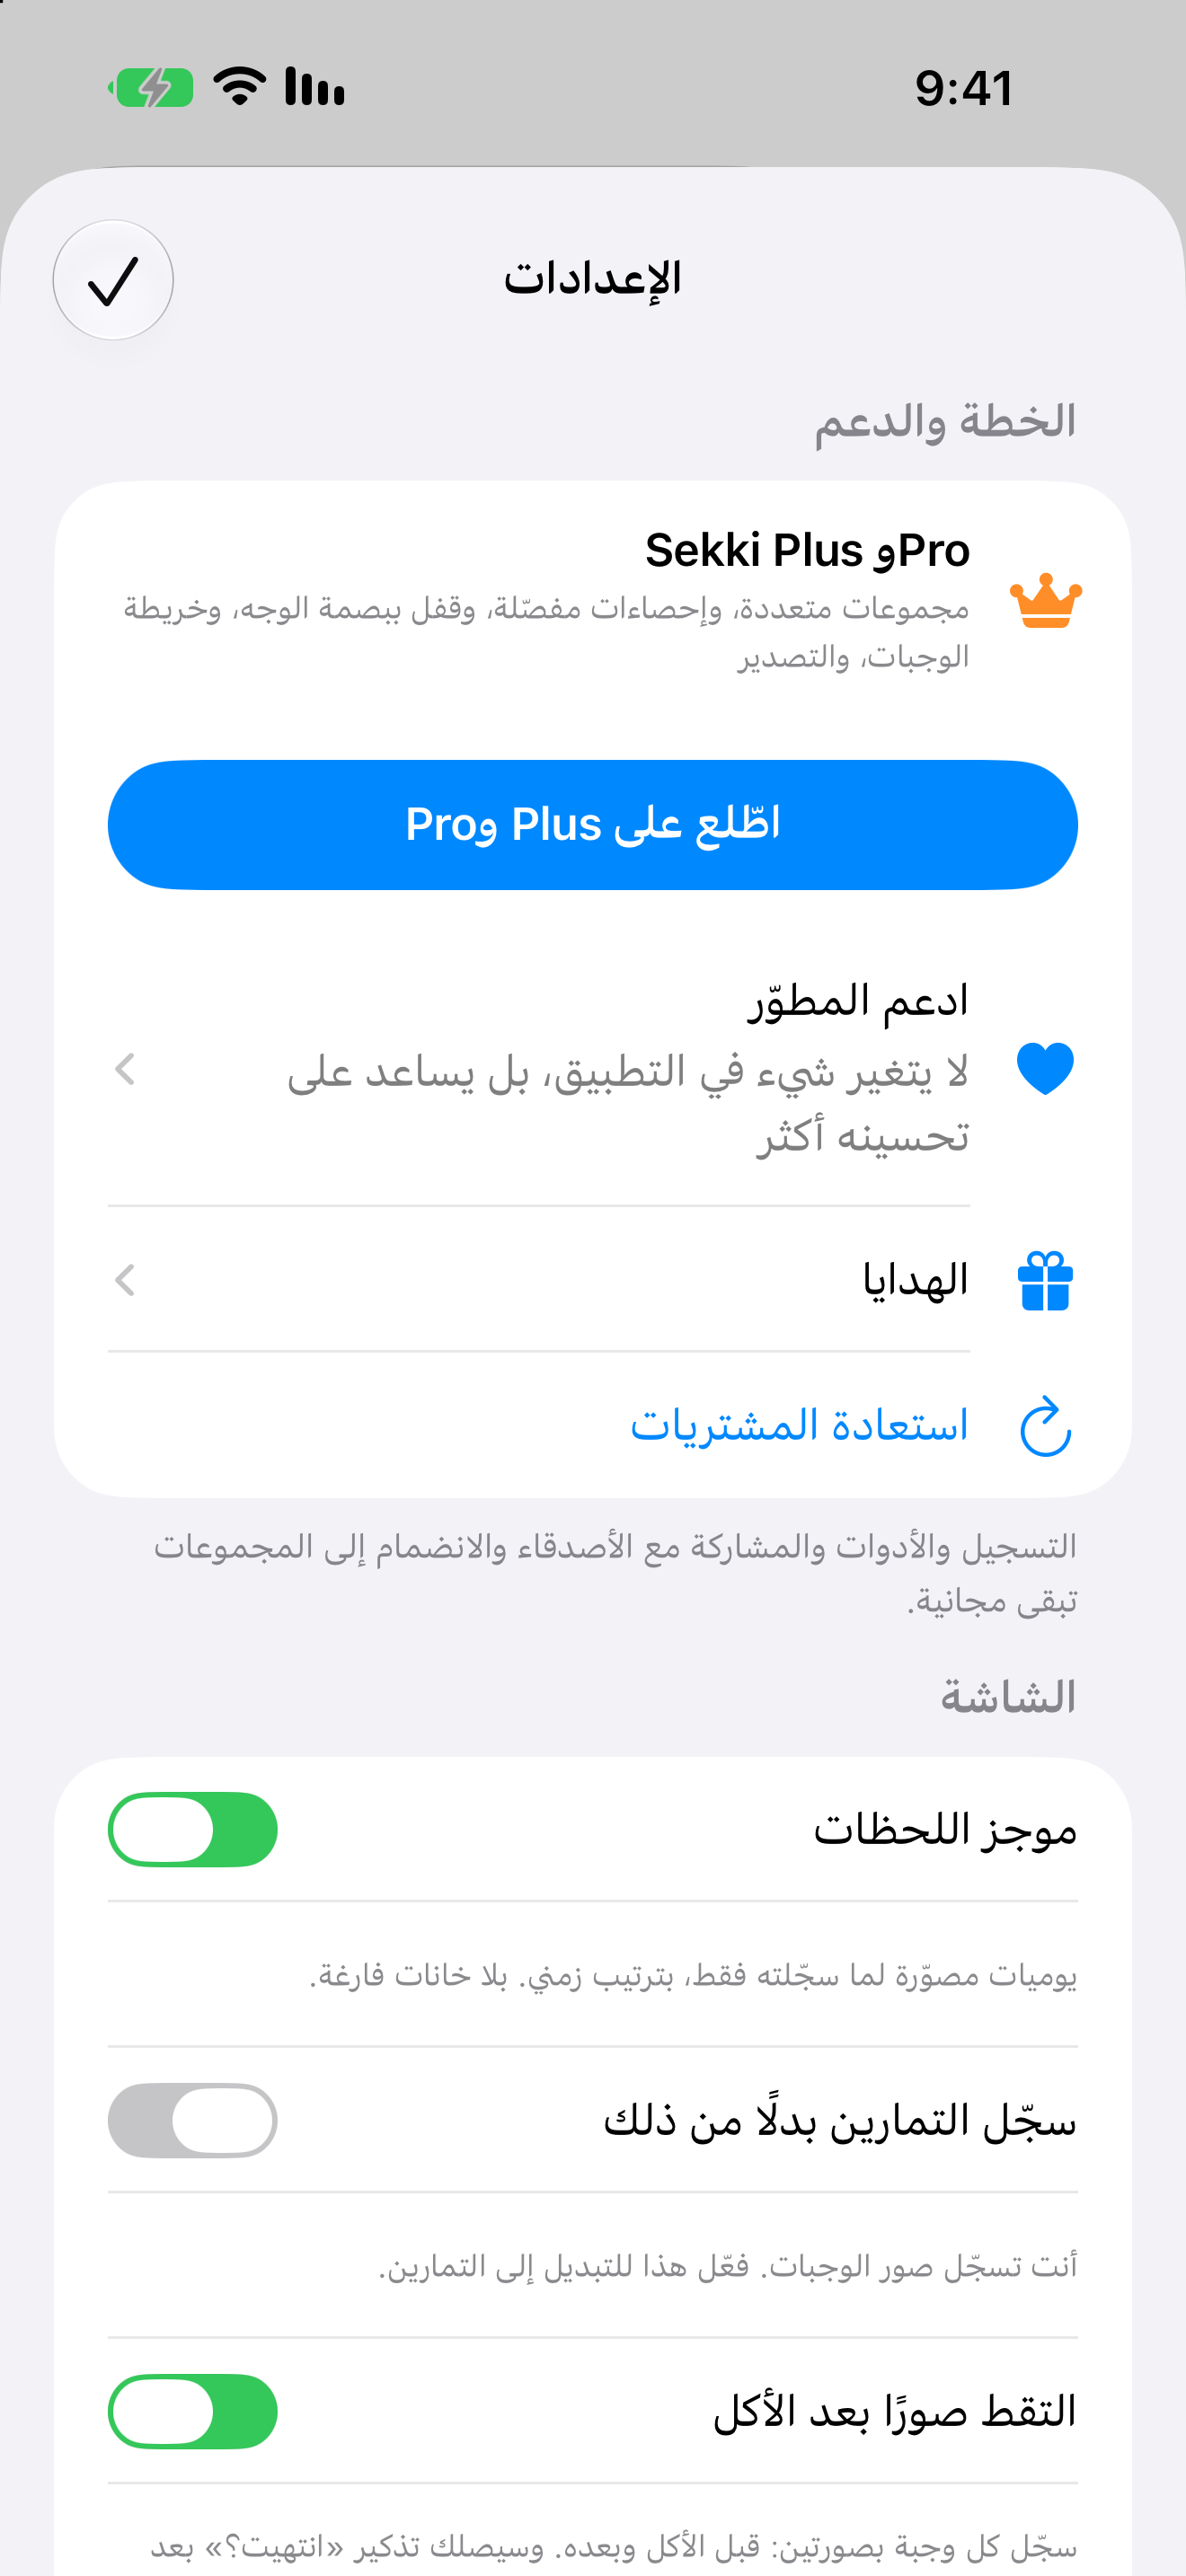 9:41
الإعدادات
الخطة والدعم
Sekki Plus وPro
مجموعات متعددة، وإحصاءات مفصّلة، وقفل ببصمة الوجه، وخريطة
الوجبات، والتصدير
اطّلع على Plus وPro
ادعم المطوّر
لا يتغير شيء في التطبيق، بل يساعد على
تحسينه أكثر
الهدايا
استعادة المشتريات
التسجيل والأدوات والمشاركة مع الأصدقاء والانضمام إلى المجموعات
تبقى مجانية.
الشاشة
موجز اللحظات
يوميات مصوّرة لما سجّلته فقط، بترتيب زمني. بلا خانات فارغة.
سجّل التمارين بدلًا من ذلك
أنت تسجّل صور الوجبات. فعّل هذا للتبديل إلى التمارين.
التقط صورًا بعد الأكل
سجّل كل وجبة بصورتين: قبل الأكل وبعده. وسيصلك تذكير «انتهيت؟» بعد